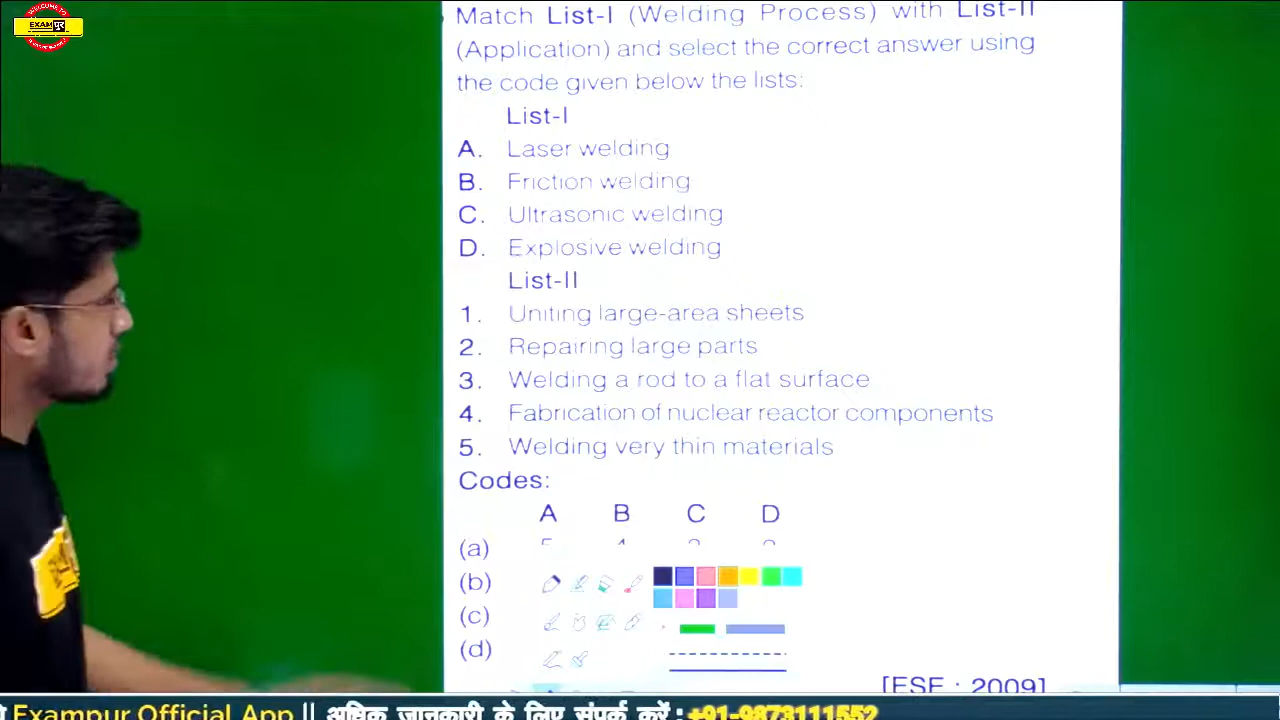 WELCOME TO
EXAMPUR
Match List-I (Welding Process) with List-II
(Application) and select the correct answer using
the code given below the lists:
List-I
A. Laser welding
B. Friction welding
C. Ultrasonic welding
D. Explosive welding
List-II
1. Uniting large-area sheets
2. Repairing large parts
3. Welding a rod to a flat surface
4. Fabrication of nuclear reactor components
5. Welding very thin materials
Codes:
A B C D
(a)
(b)
(c)
(d)
[ESE : 2009]
Exampur Official App || अधिक जानकारी के लिए संपर्क करें : +91-9873111552